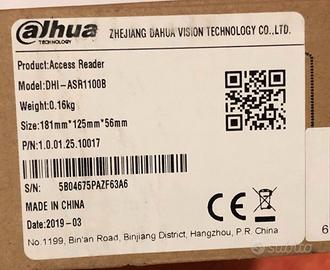 alhua
TECHNOLOGY
ZHEJIANG DAHUA VISION TECHNOLOGY CO.,LTD.
Product:Access Reader
Model:DHI-ASR1100B
Weight:0.16kg
Size:181mm*125mm*56mm
P/N:1.0.01.25.10017
S/N:
5B04675PAZF63A6
MADE IN CHINA
CE
Date:2019-03
No.1199, Bin'an Road, Binjiang District, Hangzhou, P.R. China
6
subito